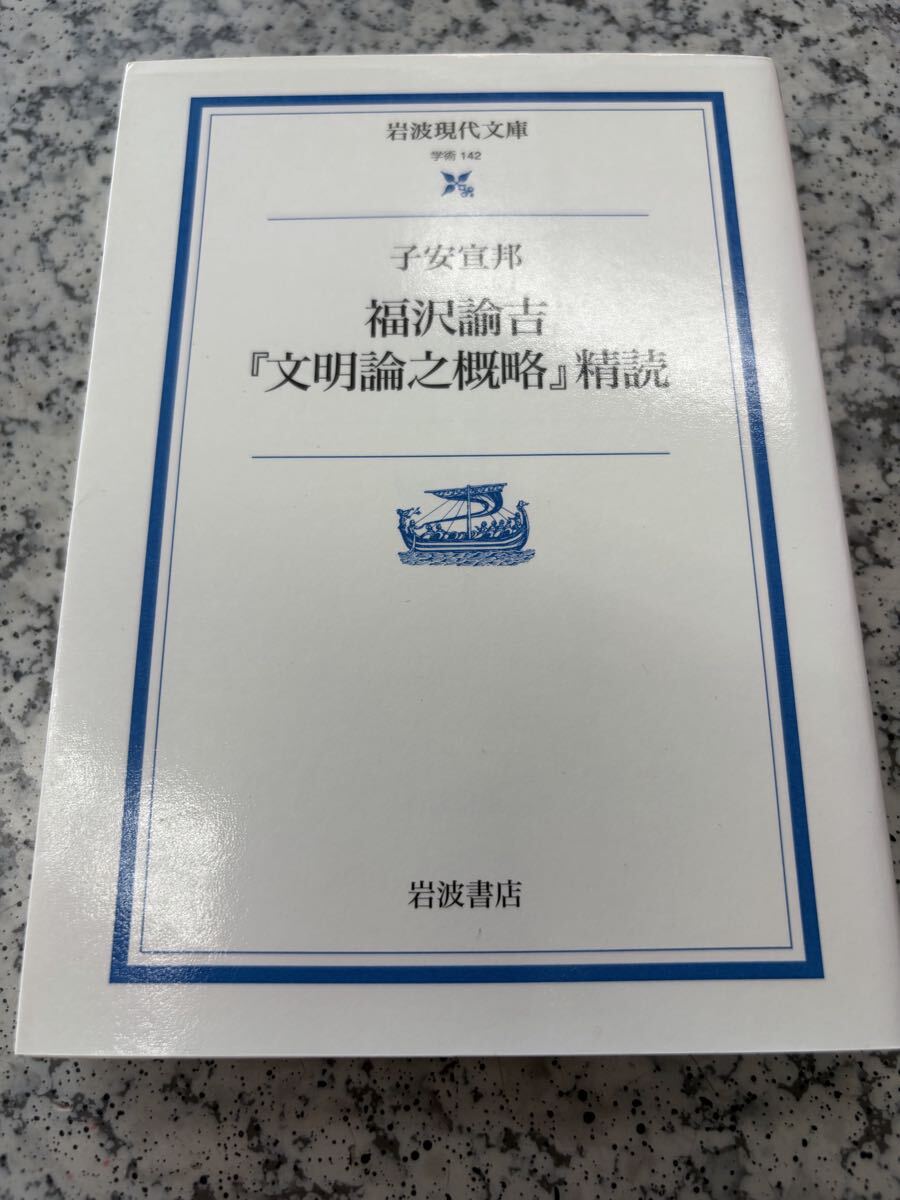 岩波現代文庫
学術 142
子安宣邦
福沢諭吉
『文明論之概略』精読
岩波書店